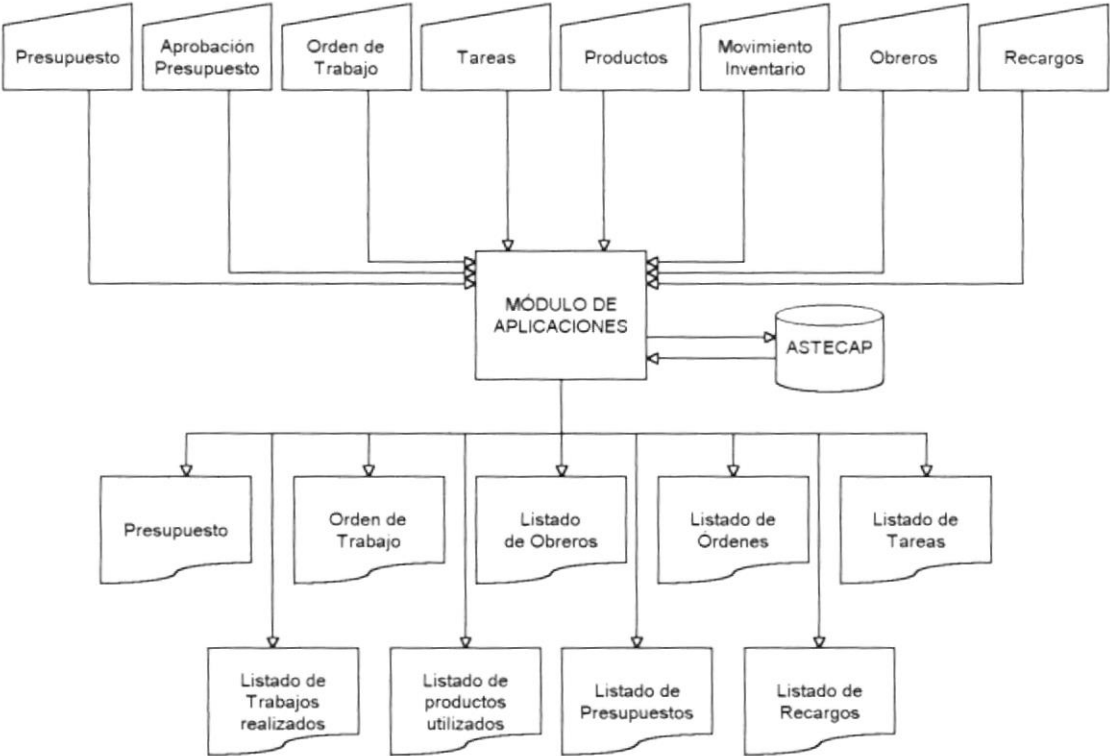 Presupuesto
Aprobación
Presupuesto
Orden de
Trabajo
Tareas
Productos
Movimiento
Inventario
Obreros
Recargos
MÓDULO DE
APLICACIONES
ASTECAP
Presupuesto
Orden de
Trabajo
Listado
de Obreros
Listado de
Órdenes
Listado de
Tareas
Listado de
Trabajos
realizados
Listado de
productos
utilizados
Listado de
Presupuestos
Listado de
Recargos